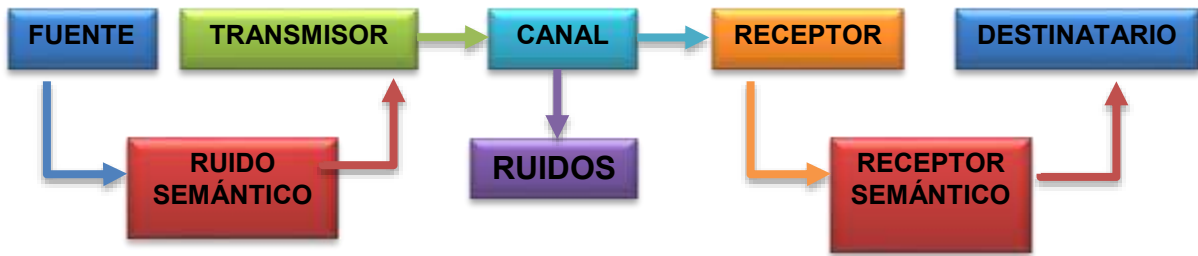 FUENTE
TRANSMISOR
CANAL
RECEPTOR
DESTINATARIO
RUIDO
SEMÁNTICO
RUIDOS
RECEPTOR
SEMÁNTICO